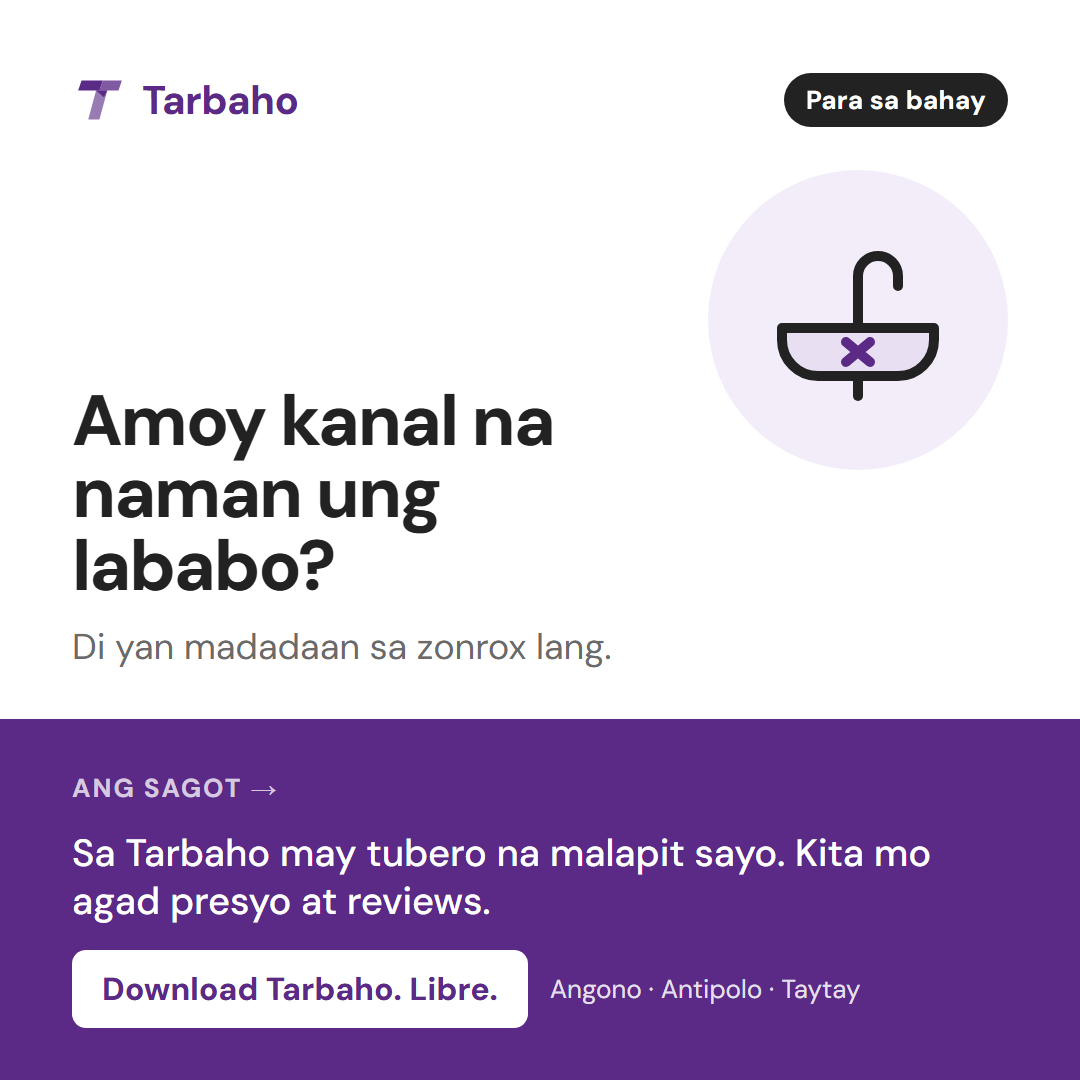 Tarbaho
Para sa bahay
Amoy kanal na
naman ung
lababo?
Di yan madadaan sa zonrox lang.
ANG SAGOT →
Sa Tarbaho may tubero na malapit sayo. Kita mo
agad presyo at reviews.
Download Tarbaho. Libre.
Angono · Antipolo · Taytay